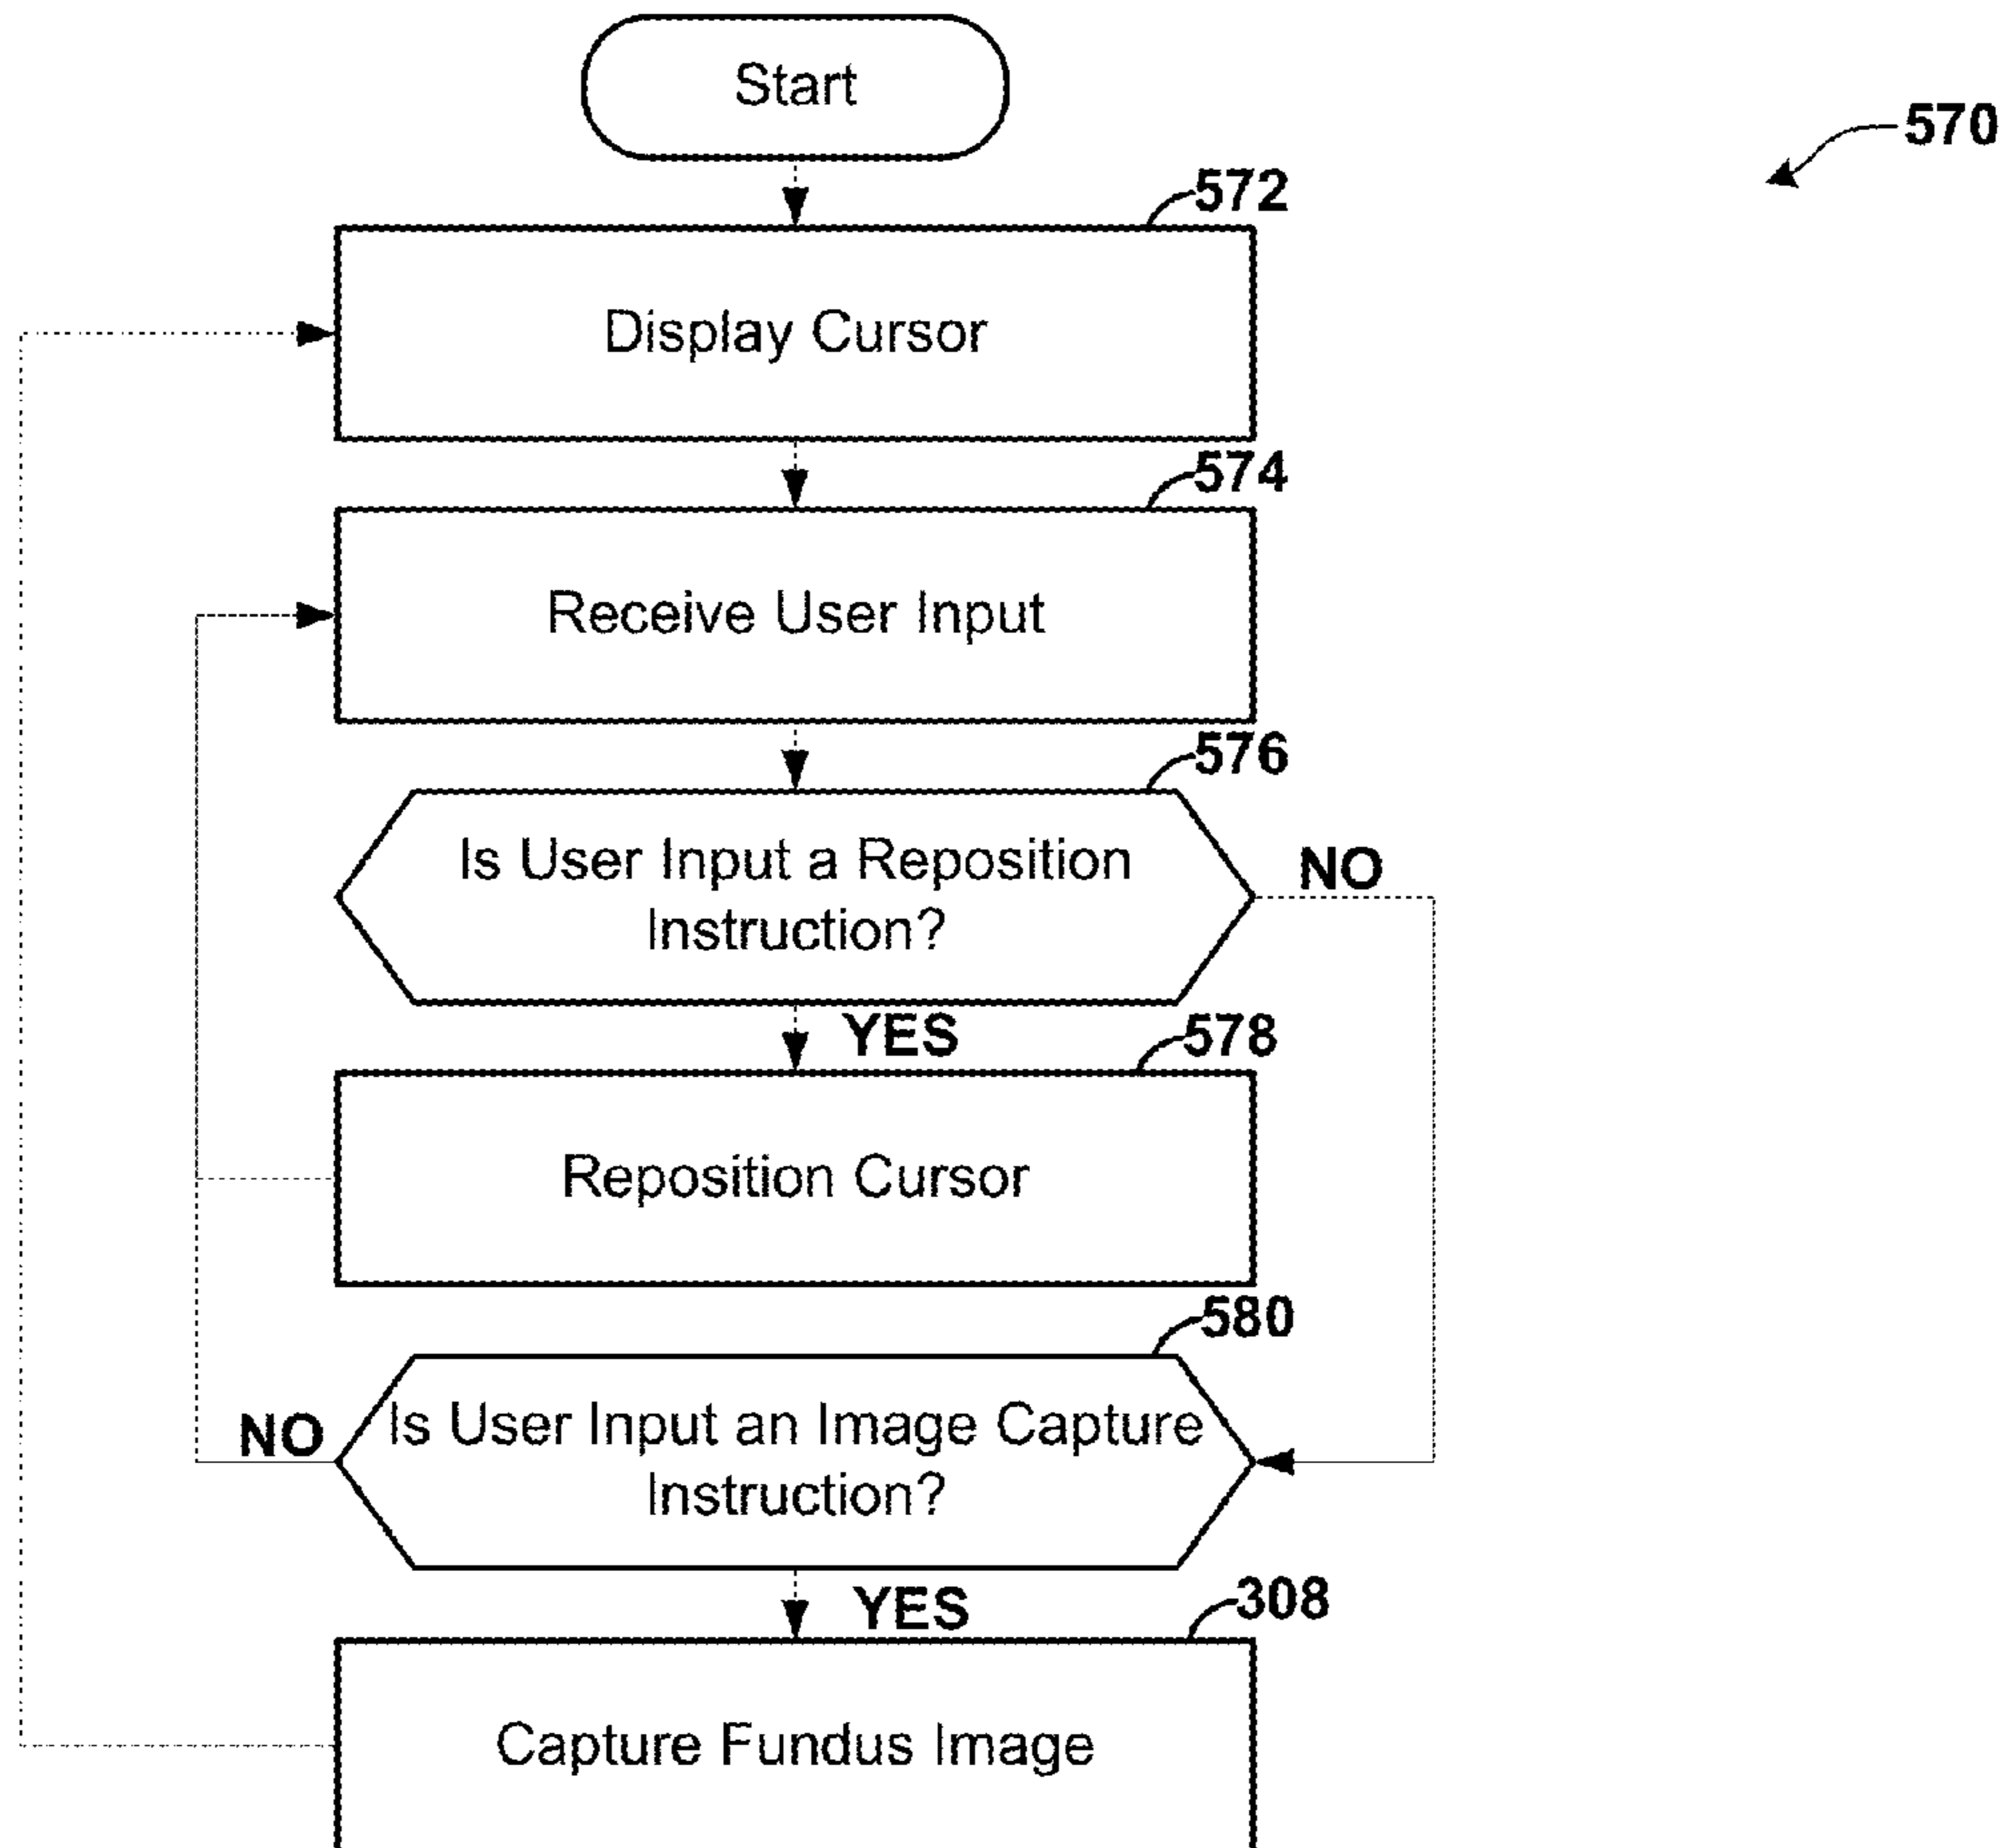 Start
570
572
Display Cursor
574
Receive User Input
576
Is User Input a Reposition
Instruction?
NO
YES
578
Reposition Cursor
580
Is User Input an Image Capture
Instruction?
NO
YES
308
Capture Fundus Image